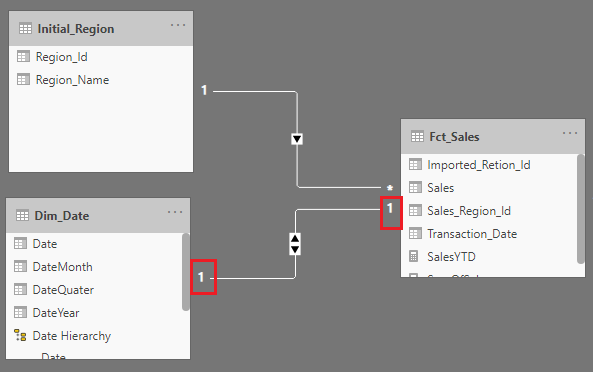 Initial_Region
Region_Id
Region_Name
1
Fct_Sales
Imported_Retion_Id
*
Sales
1
Sales_Region_Id
Transaction_Date
SalesYTD
Dim_Date
Date
DateMonth
1
DateQuater
DateYear
Date Hierarchy
Date